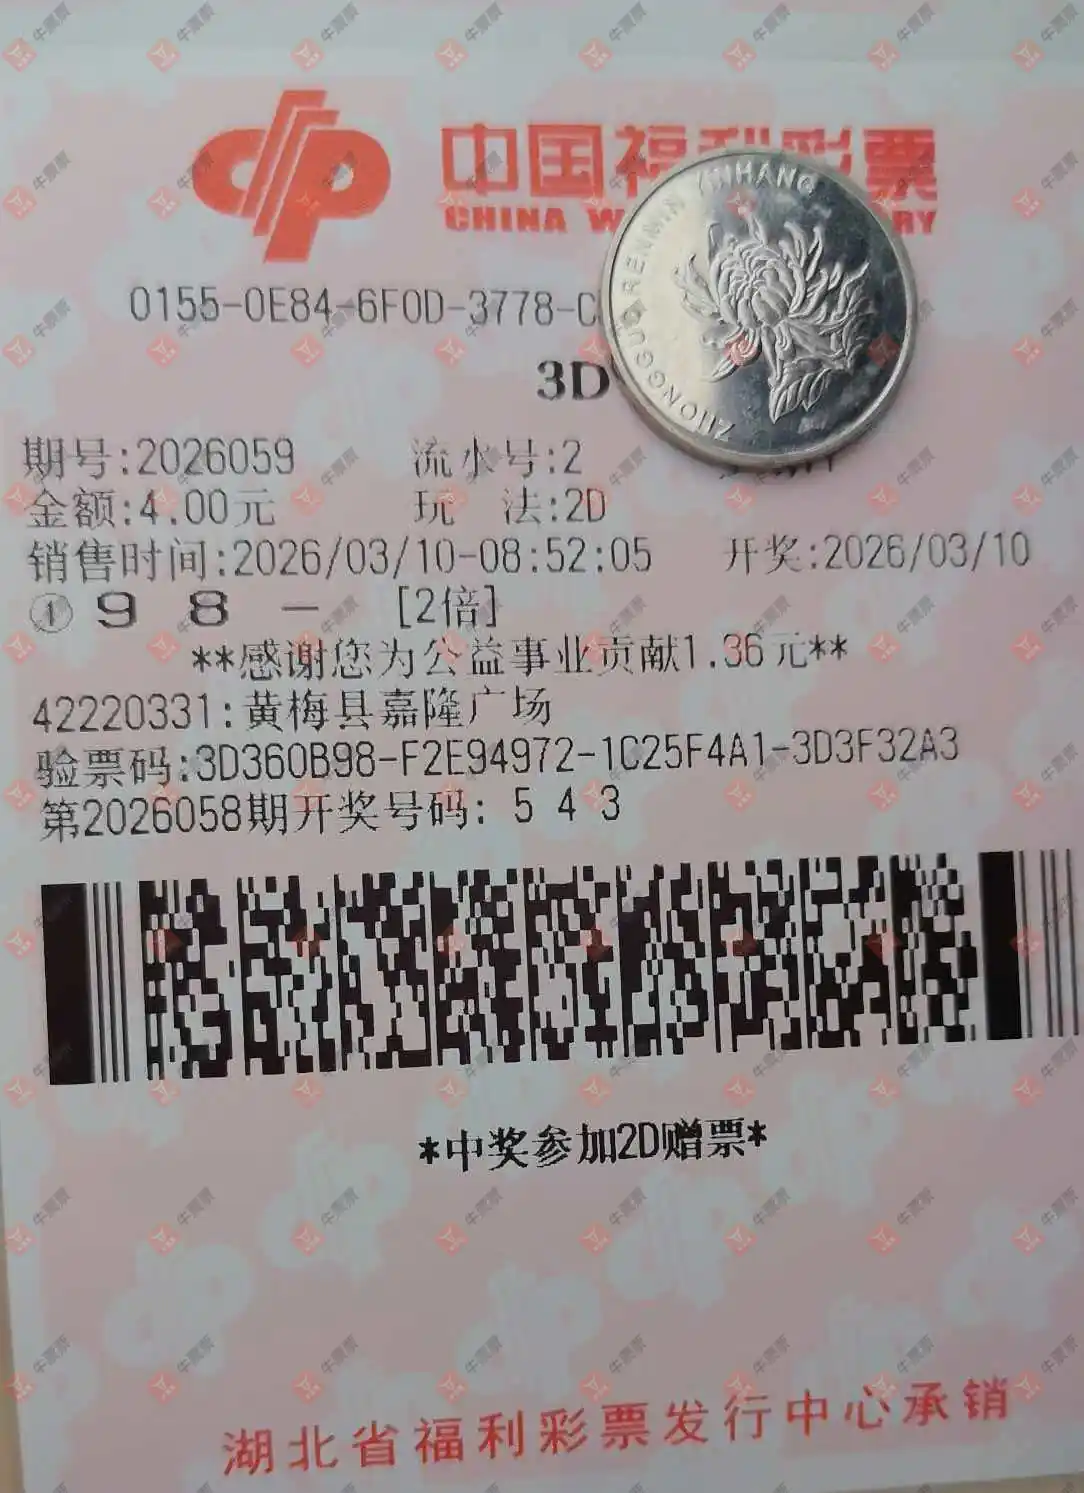 中国福利彩票
CHINA W RY
0155-0E84-6F0D-3778-C
ZHONGGUO RENMIN YINHANG
3D
期号:2026059 流水号:2
金额:4.00元 玩 法:2D
销售时间:2026/03/10-08:52:05 开奖:2026/03/10
① 9 8 - [2倍]
**感谢您为公益事业贡献1.36元**
42220331:黄梅县嘉隆广场
验票码:3D360B98-F2E94972-1C25F4A1-3D3F32A3
第2026058期开奖号码: 5 4 3
*中奖参加2D赠票*
湖北省福利彩票发行中心承销
牛票票